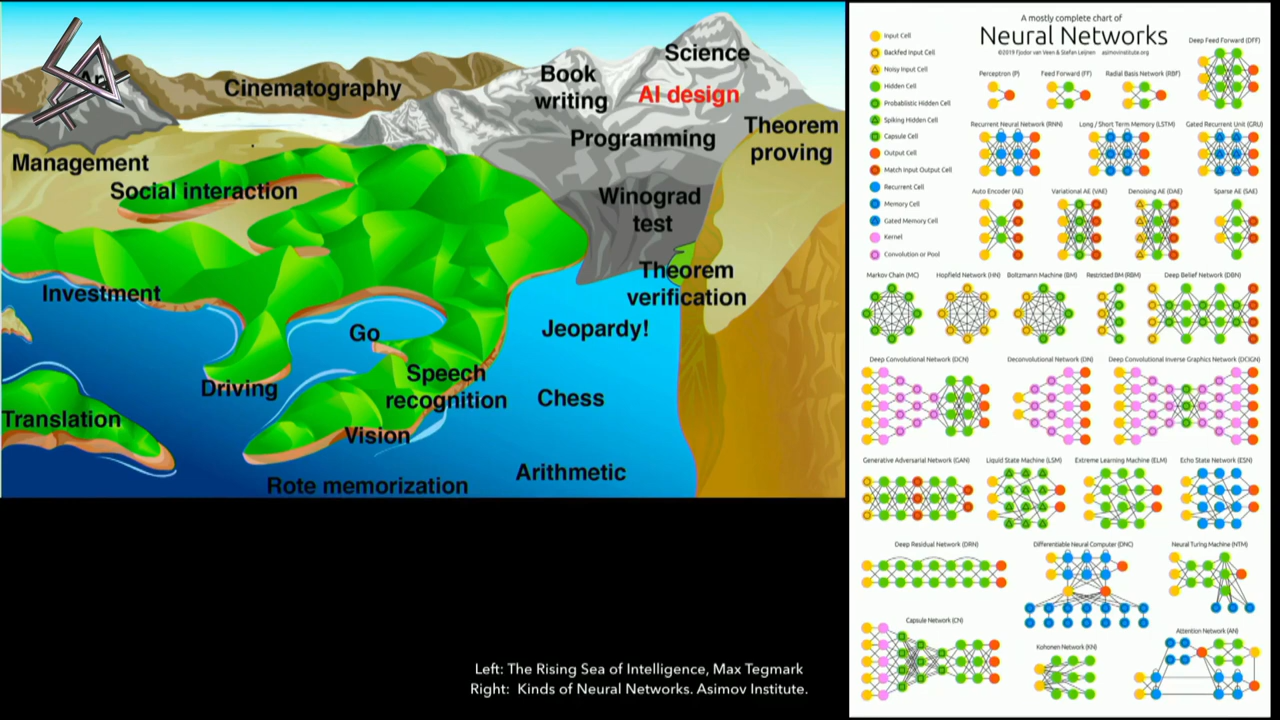 Art
Cinematography
Book
writing
Science
AI design
Programming
Theorem
proving
Management
Social interaction
Winograd
test
Theorem
verification
Investment
Go
Jeopardy!
Driving
Speech
recognition
Chess
Translation
Vision
Rote memorization
Arithmetic
Left: The Rising Sea of Intelligence, Max Tegmark
Right: Kinds of Neural Networks. Asimov Institute.
A mostly complete chart of
Neural Networks
©2019 Fjodor van Veen & Stefan Leijnen asimovinstitute.org
Input Cell
Backfed Input Cell
Noisy Input Cell
Hidden Cell
Probablistic Hidden Cell
Spiking Hidden Cell
Capsule Cell
Output Cell
Match Input Output Cell
Recurrent Cell
Memory Cell
Gated Memory Cell
Kernel
Convolution or Pool
Deep Feed Forward (DFF)
Perceptron (P)
Feed Forward (FF)
Radial Basis Network (RBF)
Recurrent Neural Network (RNN)
Long / Short Term Memory (LSTM)
Gated Recurrent Unit (GRU)
Auto Encoder (AE)
Variational AE (VAE)
Denoising AE (DAE)
Sparse AE (SAE)
Markov Chain (MC)
Hopfield Network (HN)
Boltzmann Machine (BM)
Restricted BM (RBM)
Deep Belief Network (DBN)
Deep Convolutional Network (DCN)
Deconvolutional Network (DN)
Deep Convolutional Inverse Graphics Network (DCIGN)
Generative Adversarial Network (GAN)
Liquid State Machine (LSM)
Extreme Learning Machine (ELM)
Echo State Network (ESN)
Deep Residual Network (DRN)
Differentiable Neural Computer (DNC)
Neural Turing Machine (NTM)
Capsule Network (CN)
Kohonen Network (KN)
Attention Network (AN)